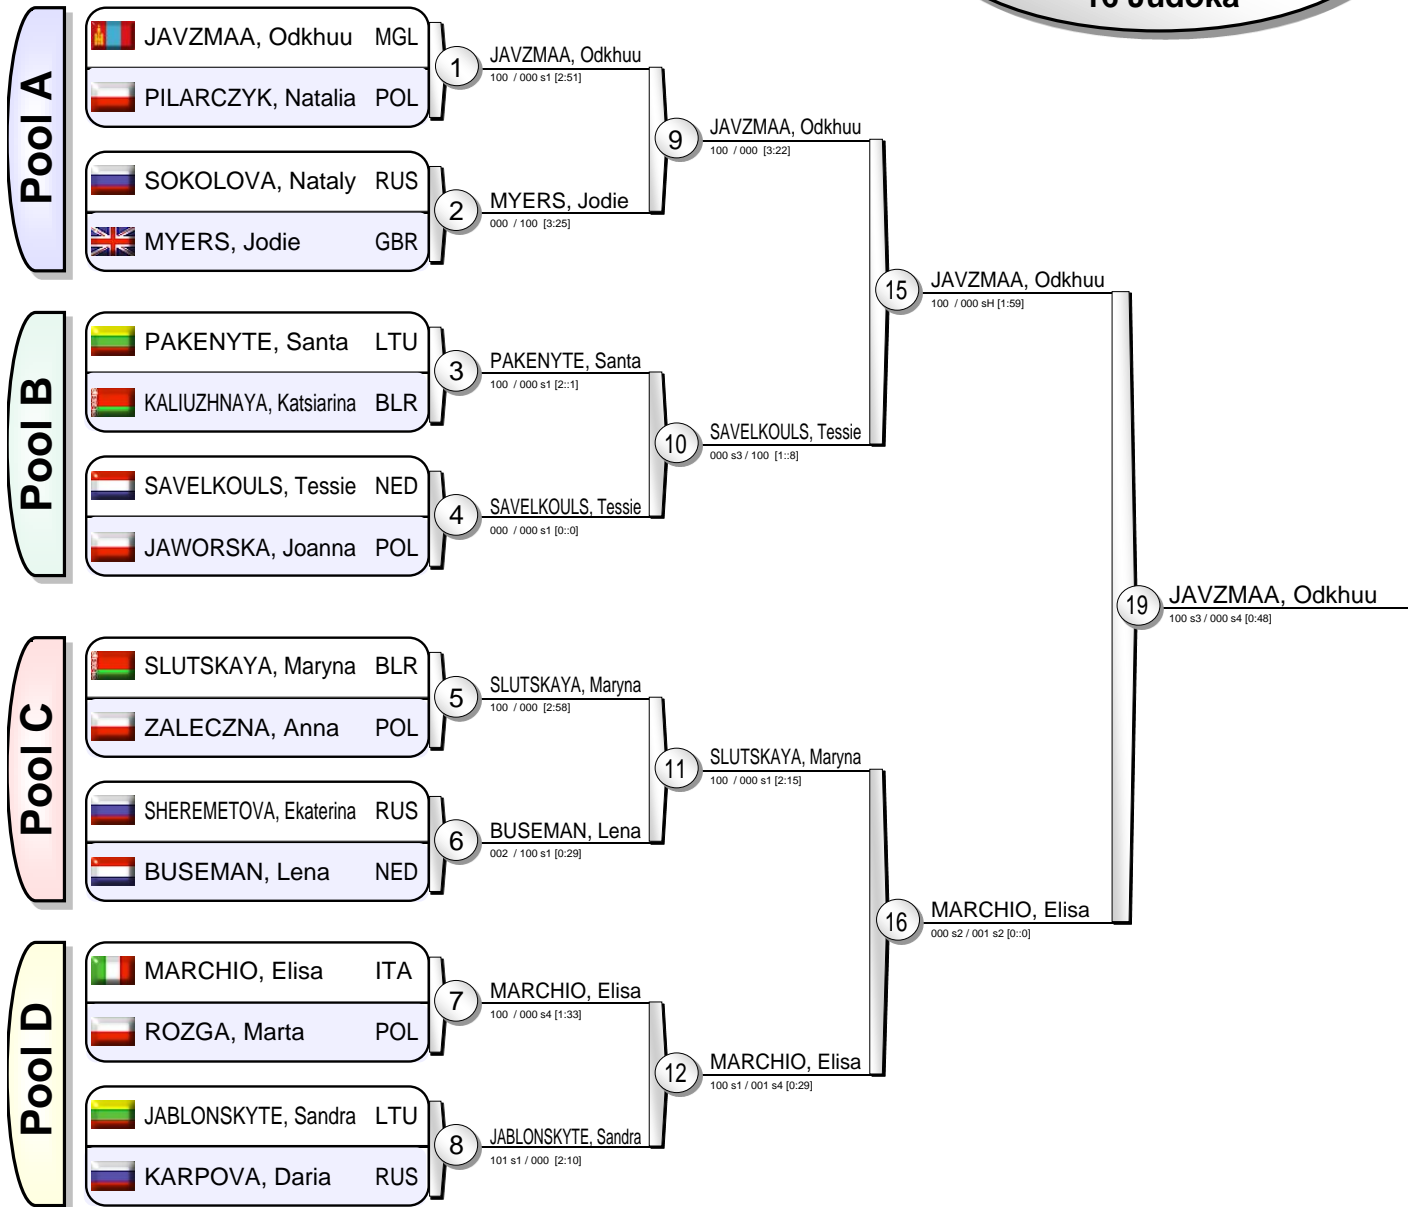 16 Judoka
Pool A
JAVZMAA, Odkhuu MGL
PILARCZYK, Natalia POL
1
JAVZMAA, Odkhuu
100 / 000 s1 [2:51]
SOKOLOVA, Nataly RUS
MYERS, Jodie GBR
2
MYERS, Jodie
000 / 100 [3:25]
9
JAVZMAA, Odkhuu
100 / 000 [3:22]
Pool B
PAKENYTE, Santa LTU
KALIUZHNAYA, Katsiarina BLR
3
PAKENYTE, Santa
100 / 000 s1 [2::1]
SAVELKOULS, Tessie NED
JAWORSKA, Joanna POL
4
SAVELKOULS, Tessie
000 / 000 s1 [0::0]
10
SAVELKOULS, Tessie
000 s3 / 100 [1::8]
15
JAVZMAA, Odkhuu
100 / 000 sH [1:59]
Pool C
SLUTSKAYA, Maryna BLR
ZALECZNA, Anna POL
5
SLUTSKAYA, Maryna
100 / 000 [2:58]
SHEREMETOVA, Ekaterina RUS
BUSEMAN, Lena NED
6
BUSEMAN, Lena
002 / 100 s1 [0:29]
11
SLUTSKAYA, Maryna
100 / 000 s1 [2:15]
Pool D
MARCHIO, Elisa ITA
ROZGA, Marta POL
7
MARCHIO, Elisa
100 / 000 s4 [1:33]
JABLONSKYTE, Sandra LTU
KARPOVA, Daria RUS
8
JABLONSKYTE, Sandra
101 s1 / 000 [2:10]
12
MARCHIO, Elisa
100 s1 / 001 s4 [0:29]
16
MARCHIO, Elisa
000 s2 / 001 s2 [0::0]
19
JAVZMAA, Odkhuu
100 s3 / 000 s4 [0:48]